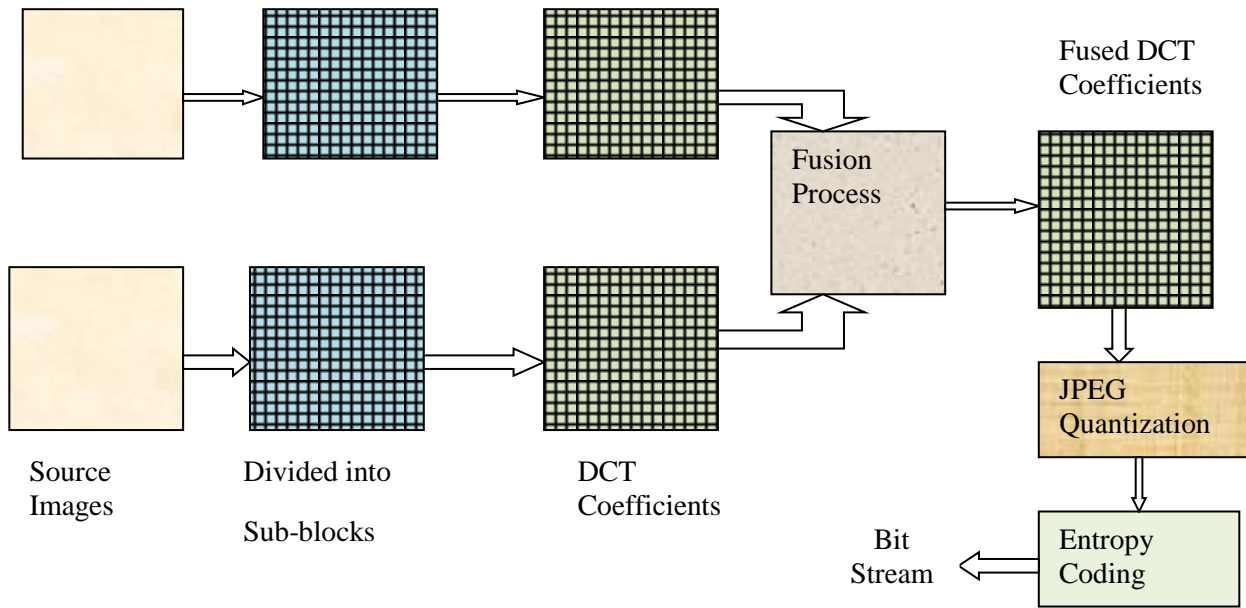 Fused DCT
Coefficients
Fusion
Process
JPEG
Quantization
Source
Images
Divided into
Sub-blocks
DCT
Coefficients
Entropy
Coding
Bit
Stream